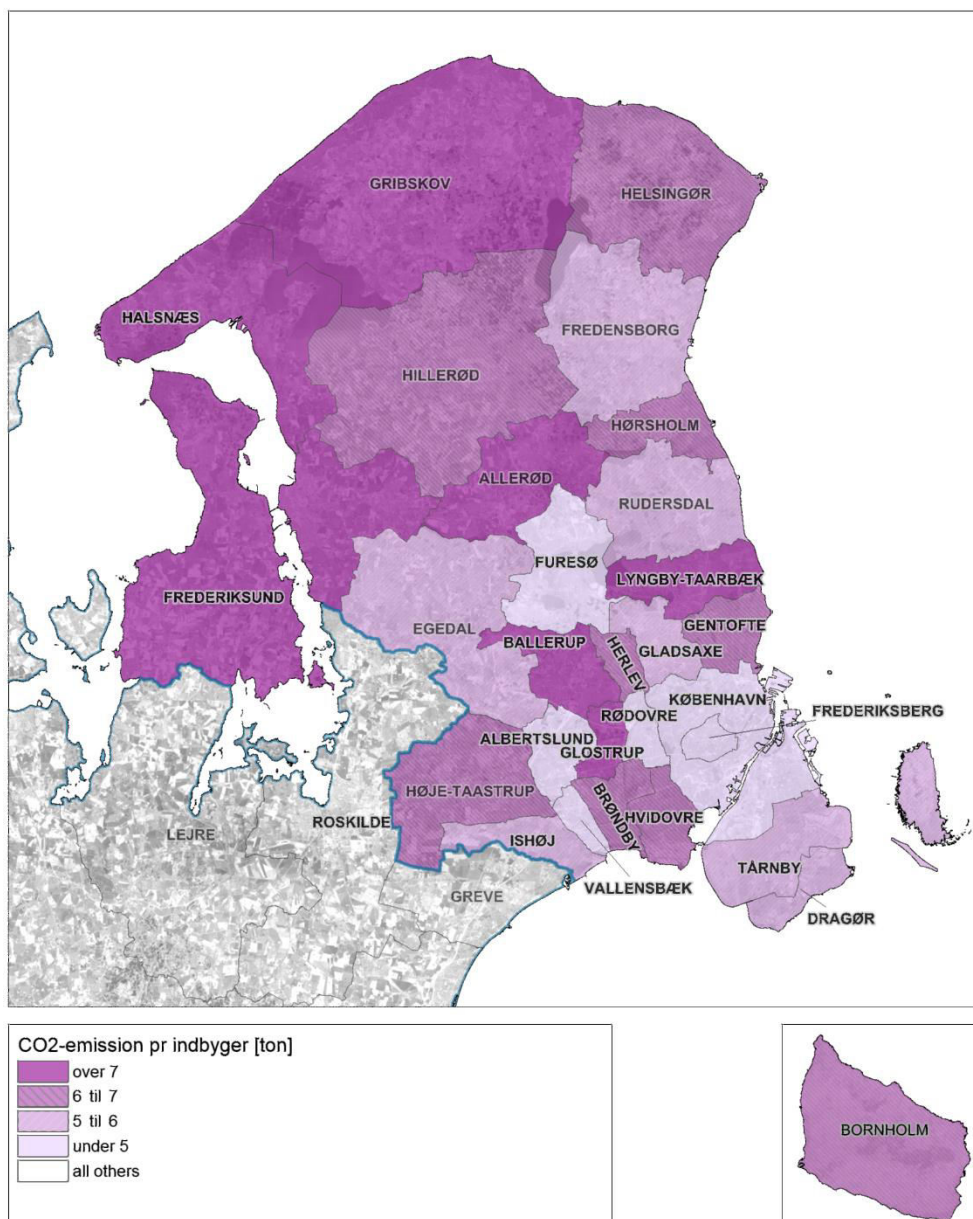 GRIBSKOV
HELSINGØR
HALSNÆS
FREDENSBORG
HILLERØD
HØRSHOLM
ALLERØD
RUDERSDAL
FURESØ
LYNGBY-TAARBÆK
FREDERIKSUND
GENTOFTE
EGEDAL
BALLERUP
HERLEV
GLADSAXE
KØBENHAVN
FREDERIKSBERG
RØDOVRE
ALBERTSLUND
GLOSTRUP
HØJE-TAASTRUP
BRØNDBY
HVIDOVRE
ROSKILDE
LEJRE
ISHØJ
TÅRNBY
GREVE
VALLENSBÆK
DRAGØR
CO2-emission pr indbyger [ton]
over 7
6 til 7
5 til 6
under 5
all others
BORNHOLM